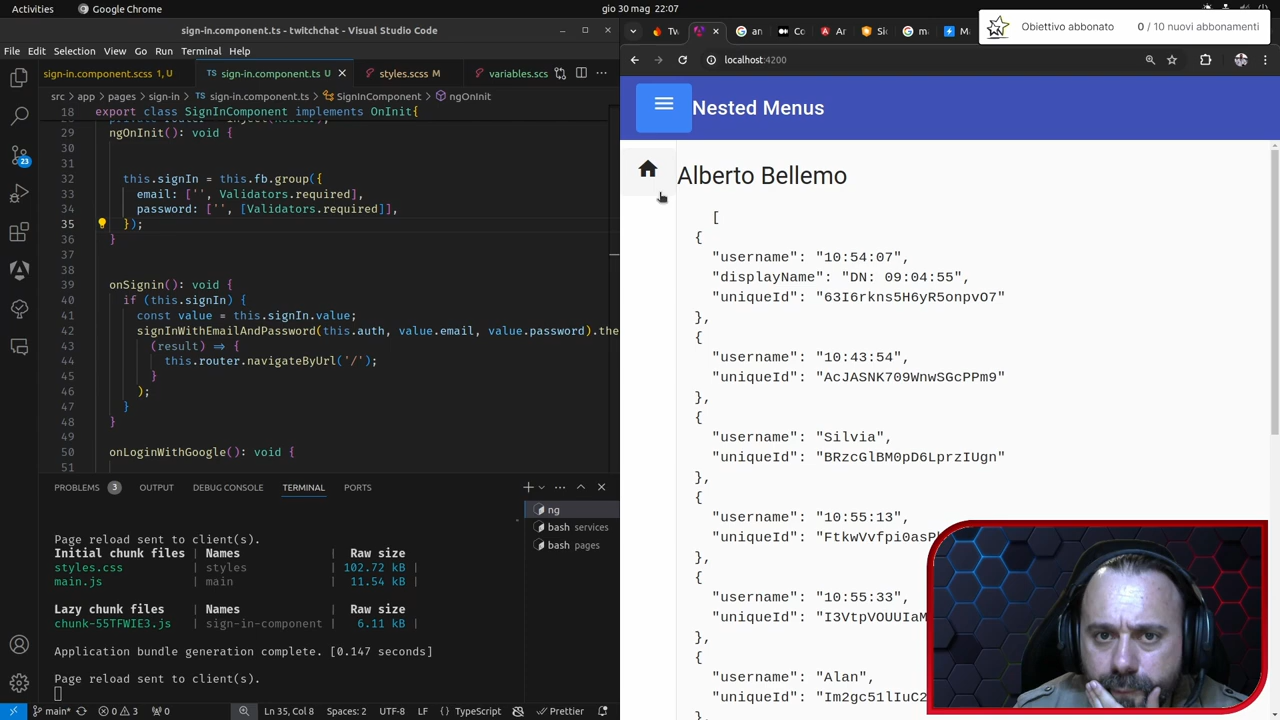 Activities
Google Chrome
gio 30 mag 22:07
sign-in.component.ts - twitchchat - Visual Studio Code
File Edit Selection View Go Run Terminal Help
sign-in.component.scss 1, U
TS sign-in.component.ts U
styles.scss M
variables.scss
src > app > pages > sign-in > TS sign-in.component.ts > SignInComponent > ngOnInit
18 export class SignInComponent implements OnInit{
29 ngOnInit(): void {
30
31
32 this.signIn = this.fb.group({
33 email: ['', Validators.required],
34 password: ['', [Validators.required]],
35 });
36 }
37
38
39 onSignin(): void {
40 if (this.signIn) {
41 const value = this.signIn.value;
42 signInWithEmailAndPassword(this.auth, value.email, value.password).the
43 (result) => {
44 this.router.navigateByUrl('/');
45 }
46 );
47 }
48 }
49
50 onLoginWithGoogle(): void {
51
PROBLEMS 3 OUTPUT DEBUG CONSOLE TERMINAL PORTS
ng
bash services
bash pages
Page reload sent to client(s).
Initial chunk files | Names | Raw size
styles.css | styles | 102.72 kB |
main.js | main | 11.54 kB |
Lazy chunk files | Names | Raw size
chunk-55TFWIE3.js | sign-in-component | 6.11 kB |
Application bundle generation complete. [0.147 seconds]
Page reload sent to client(s).
23
main* 0 3 Ln 35, Col 8 Spaces: 2 UTF-8 LF TypeScript Prettier
Obiettivo abbonato 0 / 10 nuovi abbonamenti
localhost:4200
Nested Menus
Alberto Bellemo
[
{
"username": "10:54:07",
"displayName": "DN: 09:04:55",
"uniqueId": "63I6rkns5H6yR5onpvO7"
},
{
"username": "10:43:54",
"uniqueId": "AcJASNK709WnwSGcPPm9"
},
{
"username": "Silvia",
"uniqueId": "BRzcGlBM0pD6LprzIUgn"
},
{
"username": "10:55:13",
"uniqueId":
},
{
"username": "10:55:33",
"uniqueId":
},
{
"username": "Alan",
"uniqueId":
},